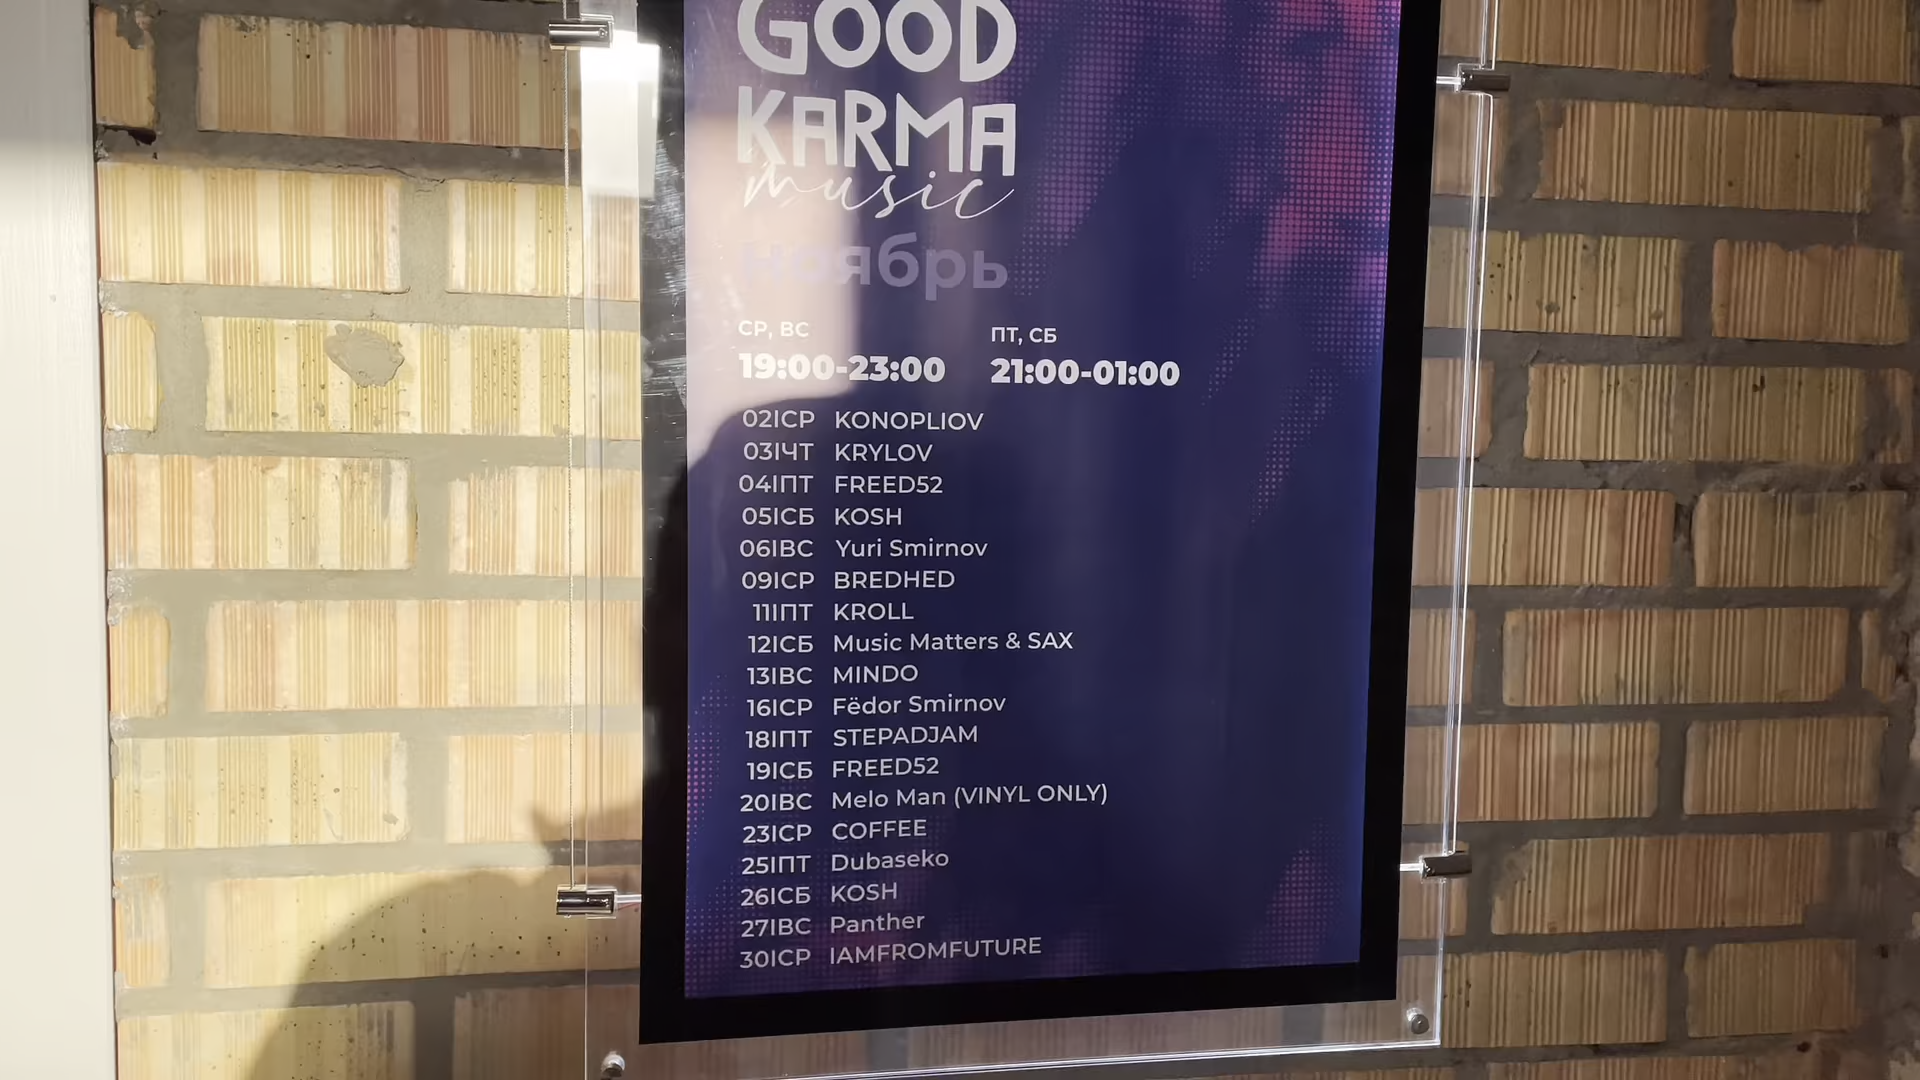 GOOD
KARMA
music
ноябрь
СР, ВС ПТ, СБ
19:00-23:00 21:00-01:00
02|СР KONOPLIOV
03|ЧТ KRYLOV
04|ПТ FREED52
05|СБ KOSH
06|ВС Yuri Smirnov
09|СР BREDHED
11|ПТ KROLL
12|СБ Music Matters & SAX
13|ВС MINDO
16|СР Fëdor Smirnov
18|ПТ STEPADJAM
19|СБ FREED52
20|ВС Melo Man (VINYL ONLY)
23|СР COFFEE
25|ПТ Dubaseko
26|СБ KOSH
27|ВС Panther
30|СР IAMFROMFUTURE